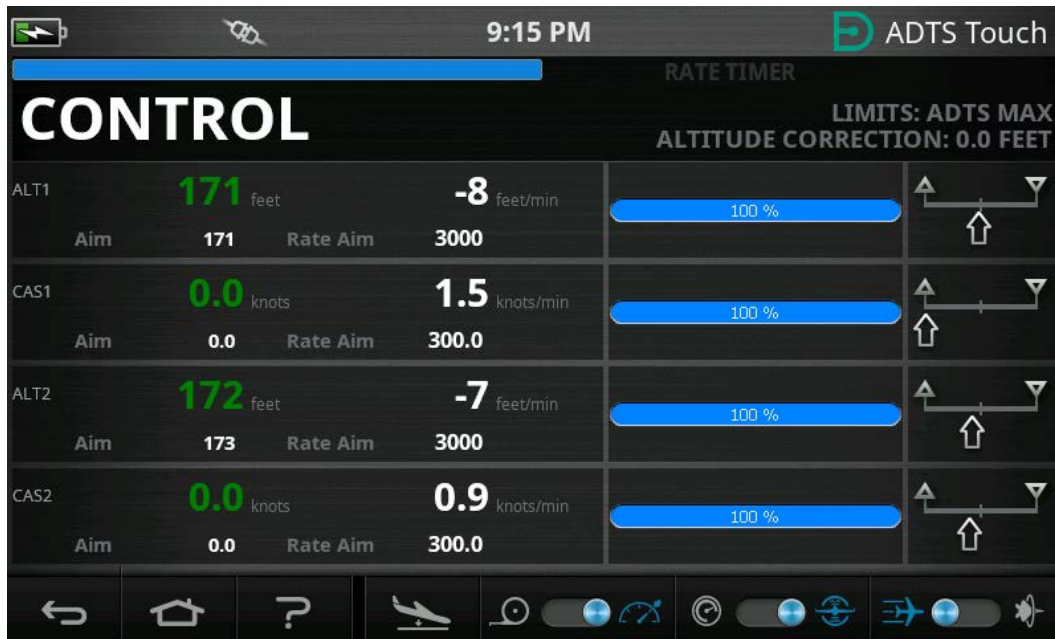 9:15 PM
ADTS Touch
RATE TIMER
CONTROL
LIMITS: ADTS MAX
ALTITUDE CORRECTION: 0.0 FEET
ALT1 171 feet -8 feet/min 100 %
Aim 171 Rate Aim 3000
CAS1 0.0 knots 1.5 knots/min 100 %
Aim 0.0 Rate Aim 300.0
ALT2 172 feet -7 feet/min 100 %
Aim 173 Rate Aim 3000
CAS2 0.0 knots 0.9 knots/min 100 %
Aim 0.0 Rate Aim 300.0
?